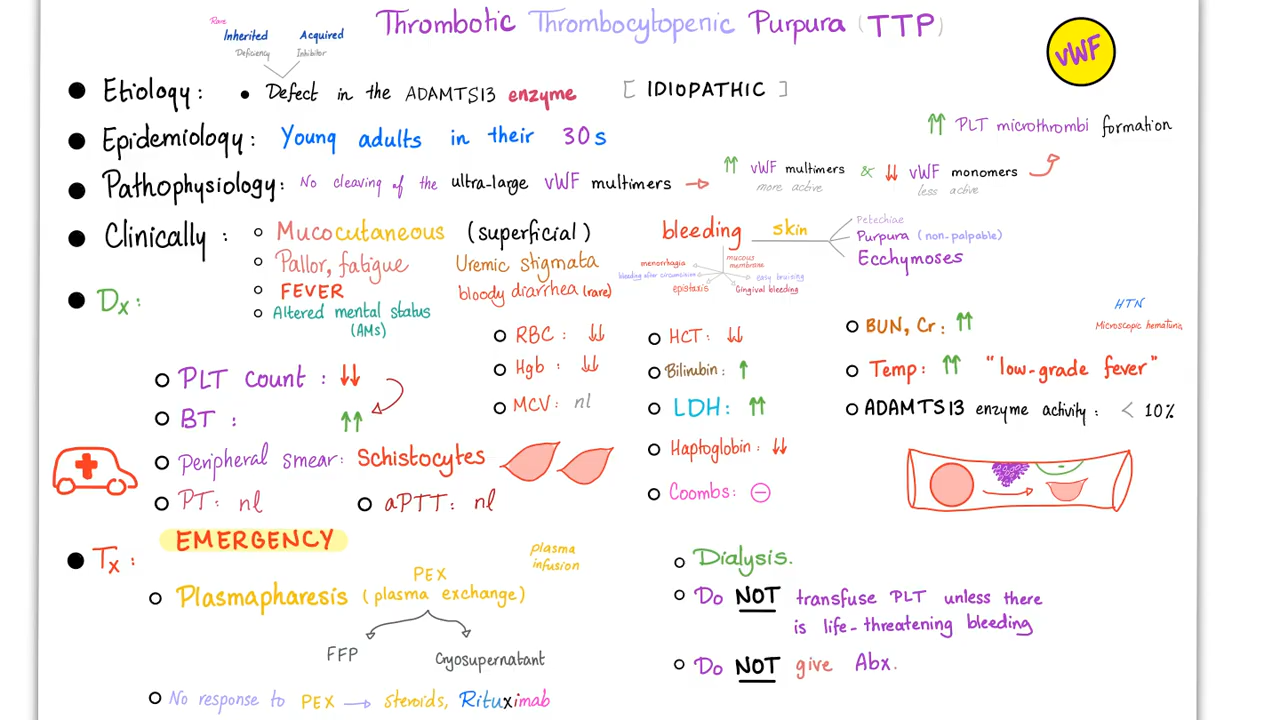 Thrombotic Thrombocytopenic Purpura (TTP)
vWF
Rare
Inherited Acquired
Deficiency Inhibitor
Etiology: Defect in the ADAMTS13 enzyme [IDIOPATHIC]
Epidemiology: Young adults in their 30s
⇈ PLT microthrombi formation
Pathophysiology: No cleaving of the ultra-large vWF multimers → ⇈ vWF multimers & ⇊ vWF monomers
more active less active
Clinically:
Mucocutaneous (superficial) bleeding skin
Petechiae
Purpura (non-palpable)
Ecchymoses
mucous membrane
menorrhagia
bleeding after circumcision
epistaxis
easy bruising
Gingival bleeding
Pallor, fatigue Uremic stigmata
FEVER bloody diarrhea (rare)
Altered mental status
(AMS)
Dx:
PLT count: ⇊
BT: ⇈
Peripheral smear: Schistocytes
PT: nl aPTT: nl
RBC: ⇊
Hgb: ⇊
MCV: nl
HCT: ⇊
Bilirubin: ↑
LDH: ⇈
Haptoglobin: ⇊
Coombs: ⊖
HTN
Microscopic hematuria
BUN, Cr: ⇈
Temp: ⇈ "low-grade fever"
ADAMTS13 enzyme activity: < 10%
Tx: EMERGENCY
plasma
infusion
PEX
Plasmapharesis (plasma exchange)
FFP Cryosupernatant
No response to PEX → steroids, Rituximab
Dialysis.
Do NOT transfuse PLT unless there
is life-threatening bleeding
Do NOT give Abx.